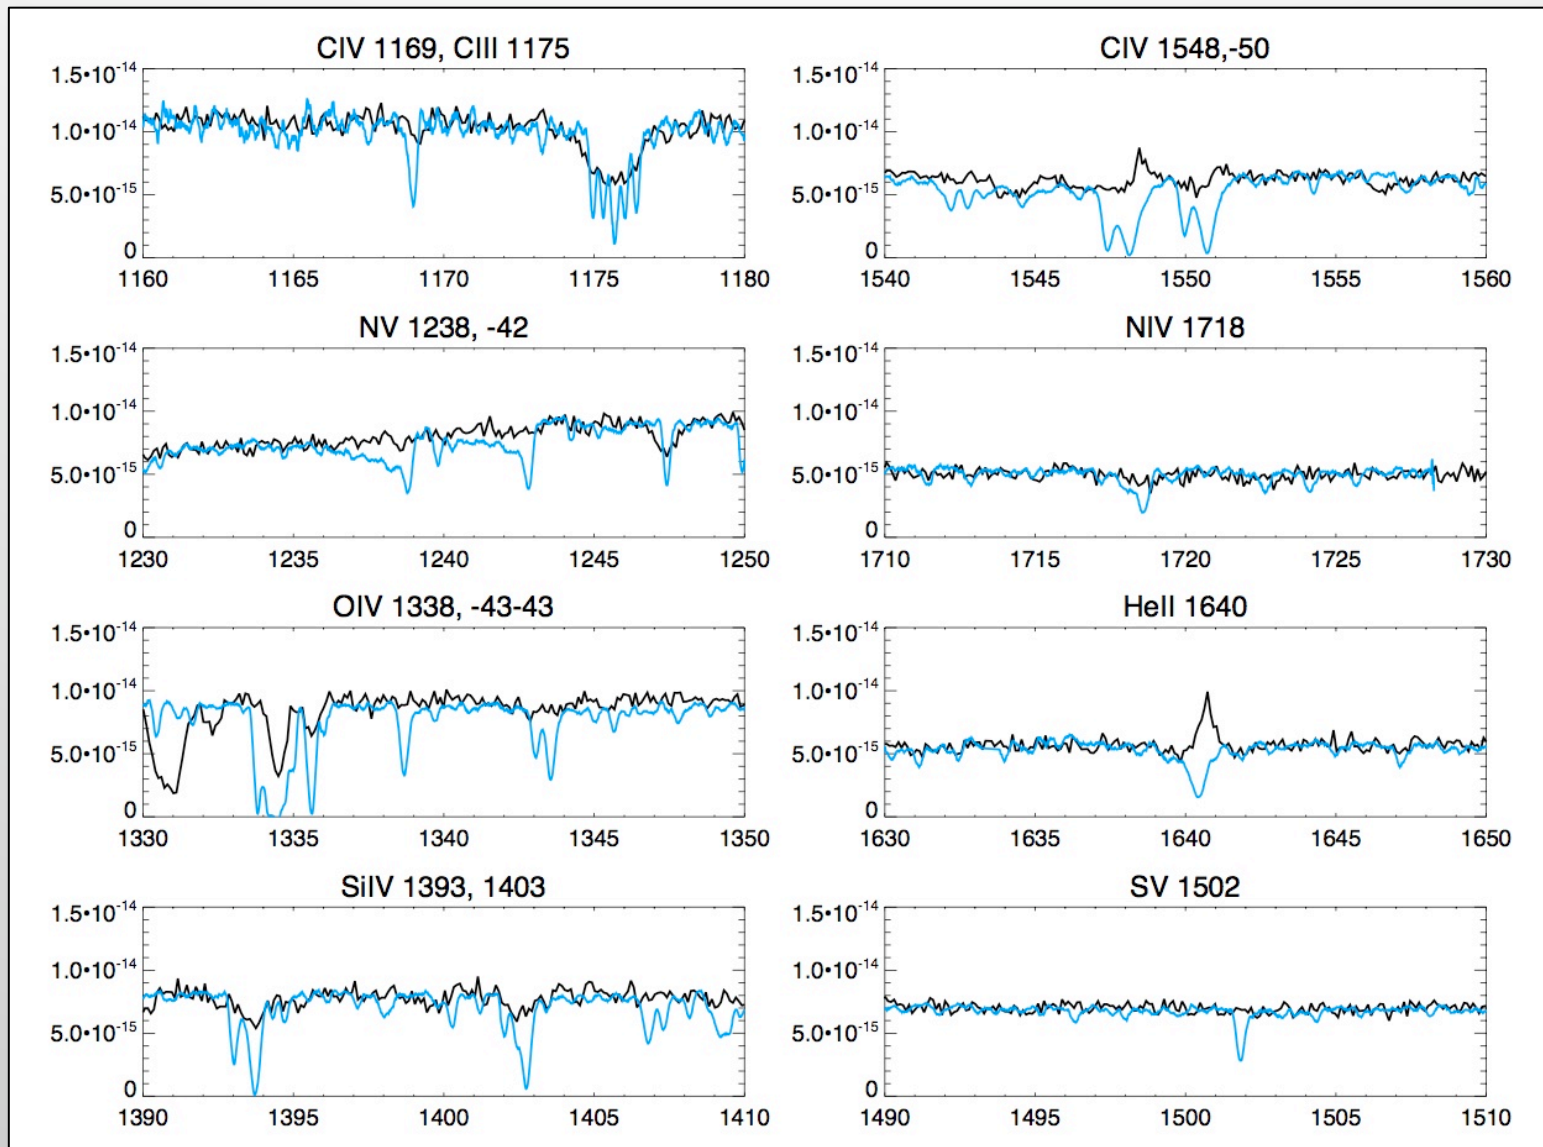 CIV 1169, CIII 1175
1.5•10-14
1.0•10-14
5.0•10-15
0
1160 1165 1170 1175 1180
CIV 1548,-50
1.5•10-14
1.0•10-14
5.0•10-15
0
1540 1545 1550 1555 1560
NV 1238, -42
1.5•10-14
1.0•10-14
5.0•10-15
0
1230 1235 1240 1245 1250
NIV 1718
1.5•10-14
1.0•10-14
5.0•10-15
0
1710 1715 1720 1725 1730
OIV 1338, -43-43
1.5•10-14
1.0•10-14
5.0•10-15
0
1330 1335 1340 1345 1350
HeII 1640
1.5•10-14
1.0•10-14
5.0•10-15
0
1630 1635 1640 1645 1650
SiIV 1393, 1403
1.5•10-14
1.0•10-14
5.0•10-15
0
1390 1395 1400 1405 1410
SV 1502
1.5•10-14
1.0•10-14
5.0•10-15
0
1490 1495 1500 1505 1510